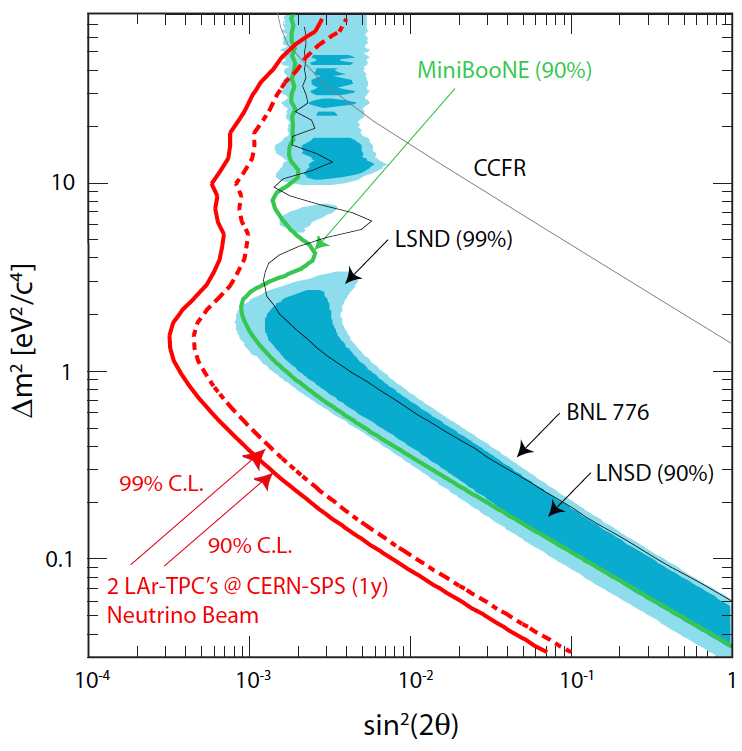 MiniBooNE (90%)
CCFR
LSND (99%)
BNL 776
LNSD (90%)
99% C.L.
90% C.L.
2 LAr-TPC's @ CERN-SPS (1y)
Neutrino Beam
Δm² [eV²/c⁴]
10
1
0.1
10⁻⁴
10⁻³
10⁻²
10⁻¹
1
sin²(2θ)